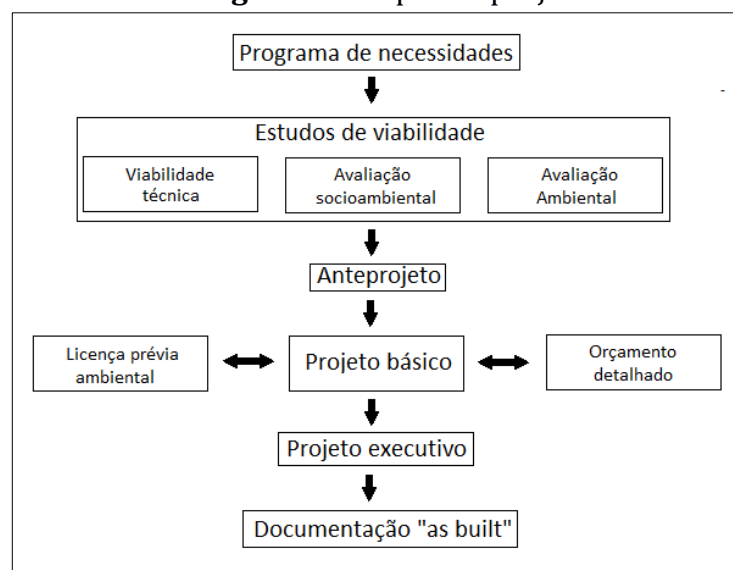 Programa de necessidades
Estudos de viabilidade
Viabilidade
técnica
Avaliação
socioambiental
Avaliação
Ambiental
Anteprojeto
Licença prévia
ambiental
Projeto básico
Orçamento
detalhado
Projeto executivo
Documentação "as built"